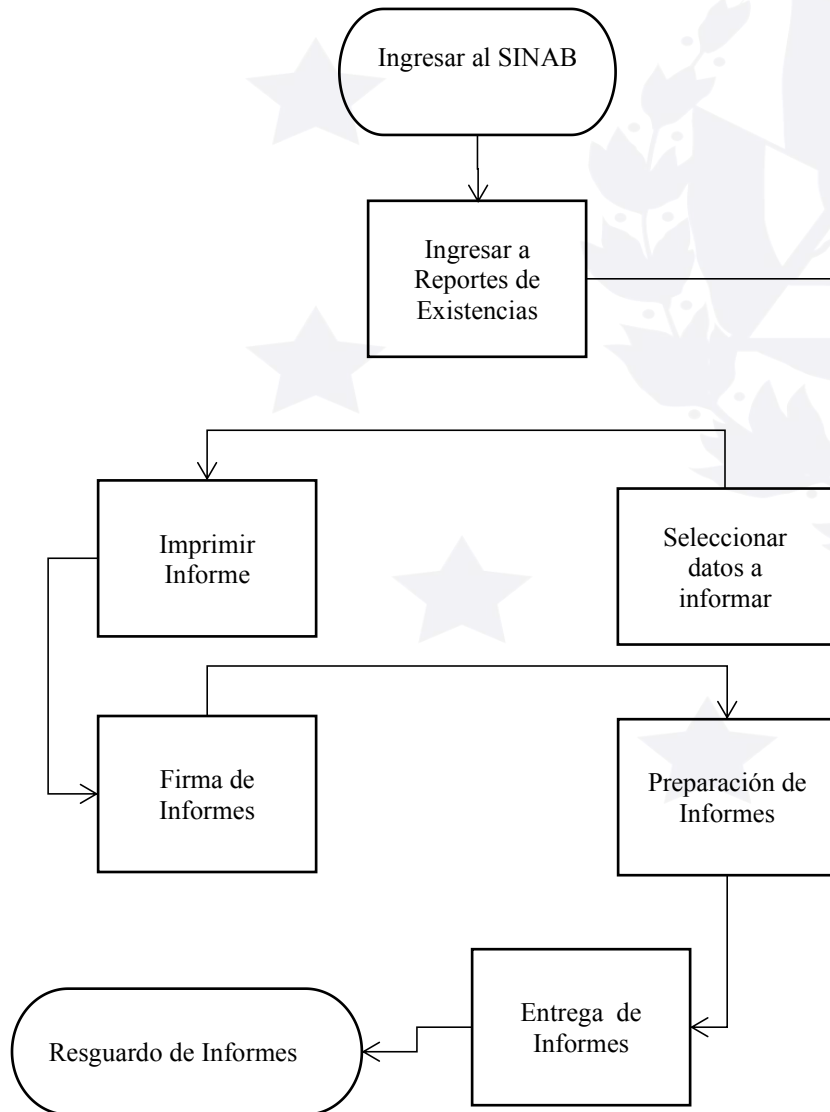 Ingresar al SINAB
Ingresar a
Reportes de
Existencias
Seleccionar
datos a
informar
Imprimir
Informe
Firma de
Informes
Preparación de
Informes
Entrega de
Informes
Resguardo de Informes